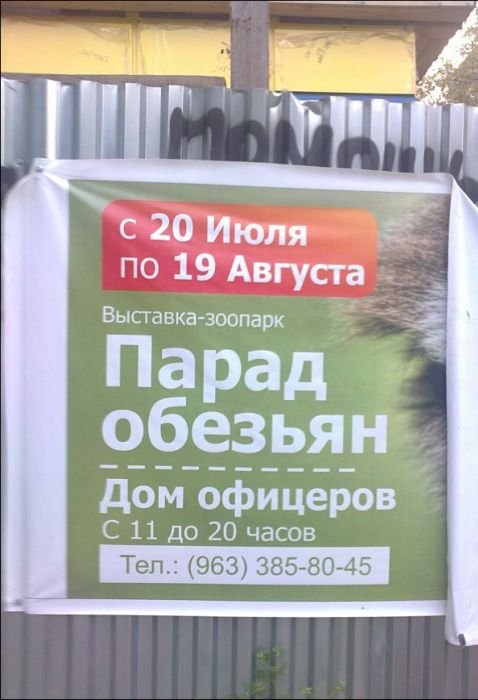 с 20 Июля
по 19 Августа
Выставка-зоопарк
Парад
обезьян
Дом офицеров
С 11 до 20 часов
Тел.: (963) 385-80-45